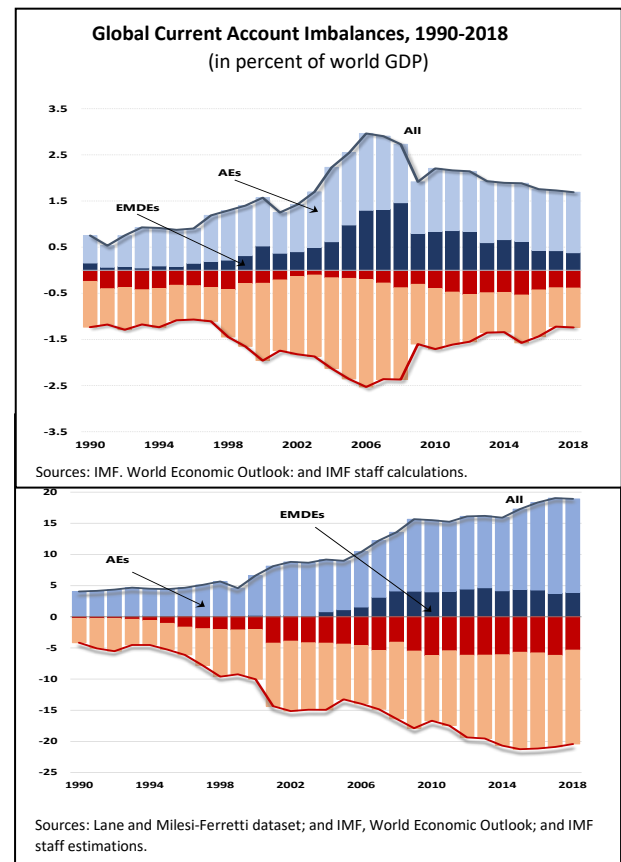 Global Current Account Imbalances, 1990-2018
(in percent of world GDP)
3.5
All
2.5
AEs
1.5
EMDEs
0.5
-0.5
-1.5
-2.5
-3.5
1990 1994 1998 2002 2006 2010 2014 2018
Sources: IMF. World Economic Outlook: and IMF staff calculations.
20
All
EMDEs
15
10
AEs
5
0
-5
-10
-15
-20
-25
1990 1994 1998 2002 2006 2010 2014 2018
Sources: Lane and Milesi-Ferretti dataset; and IMF, World Economic Outlook; and IMF
staff estimations.